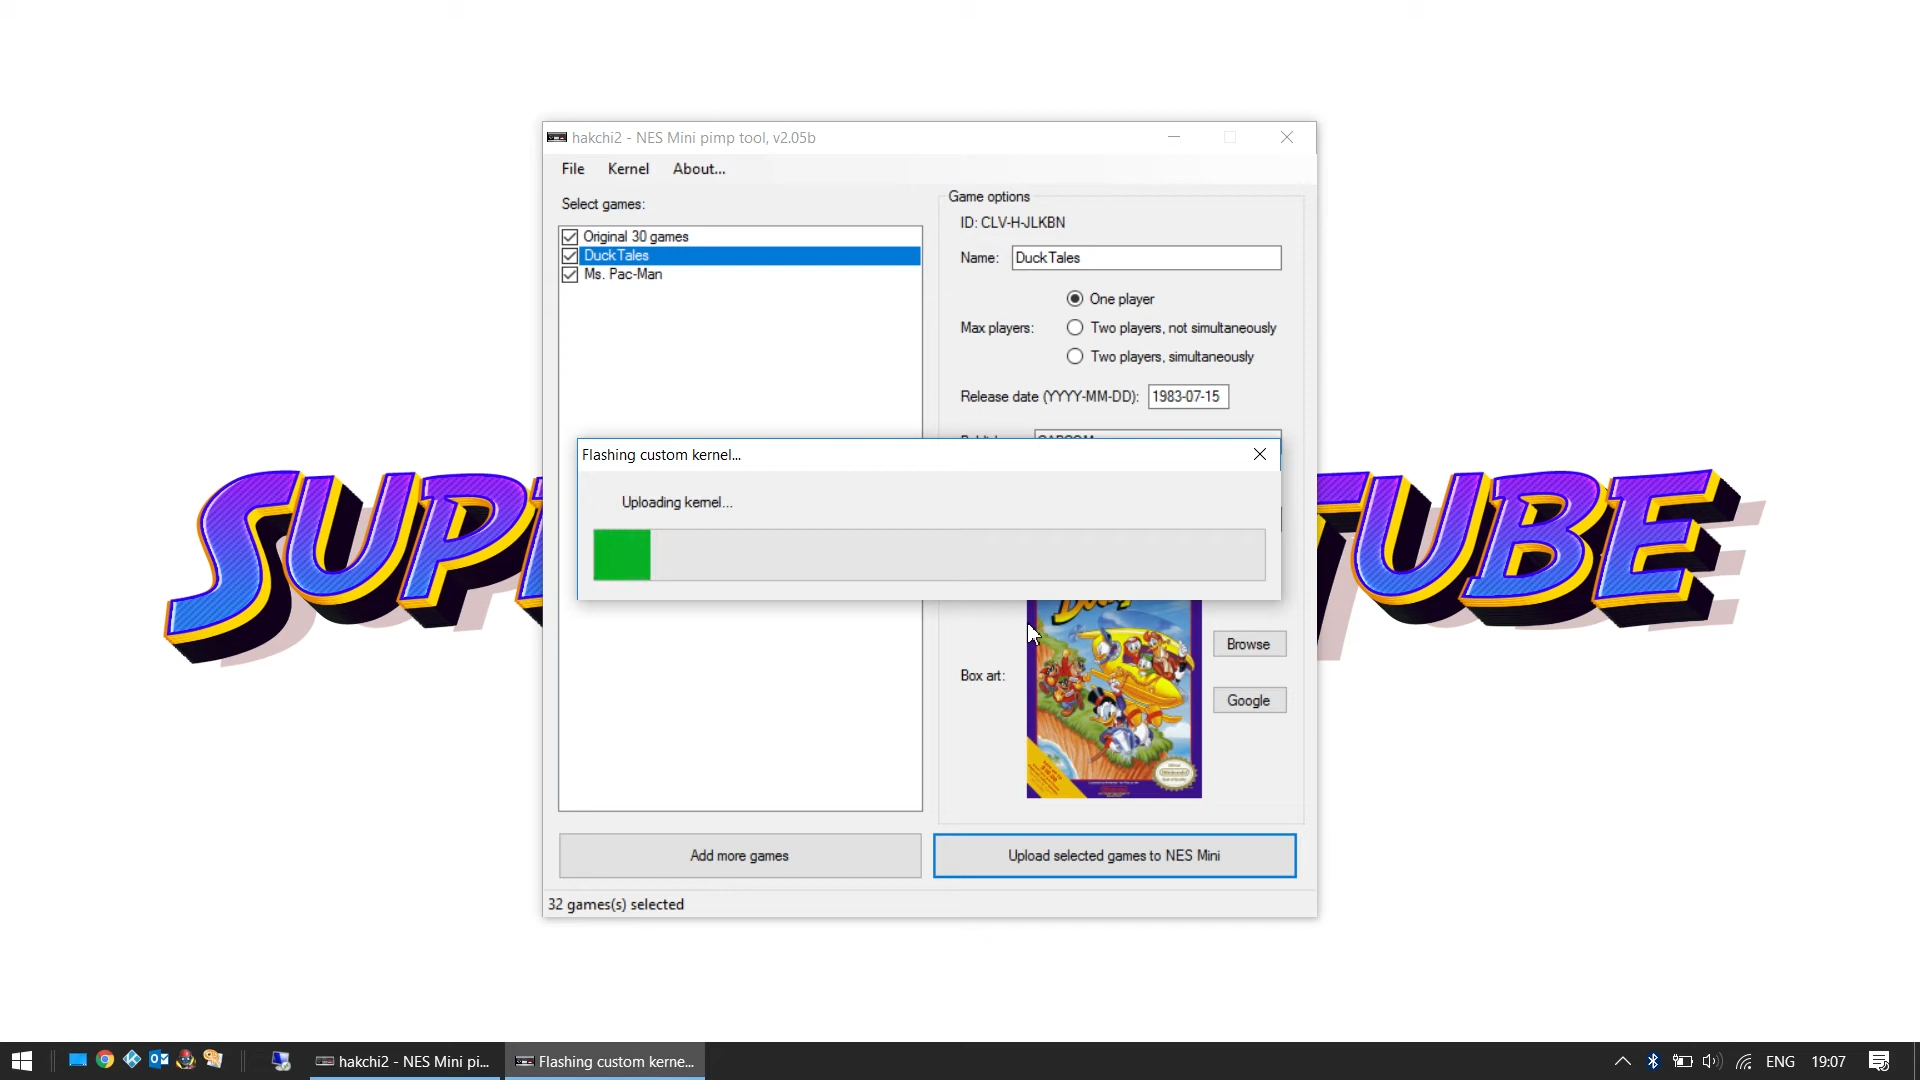 hakchi2 - NES Mini pimp tool, v2.05b
File Kernel About...
Select games:
Original 30 games
DuckTales
Ms. Pac-Man
Game options
ID: CLV-H-JLKBN
Name: DuckTales
Max players:
One player
Two players, not simultaneously
Two players, simultaneously
Release date (YYYY-MM-DD): 1983-07-15
CAPCOM
Flashing custom kernel...
Uploading kernel...
SUP
TUBE
Box art:
Browse
Google
Add more games
Upload selected games to NES Mini
32 games(s) selected
hakchi2 - NES Mini pi...
Flashing custom kerne...
ENG 19:07